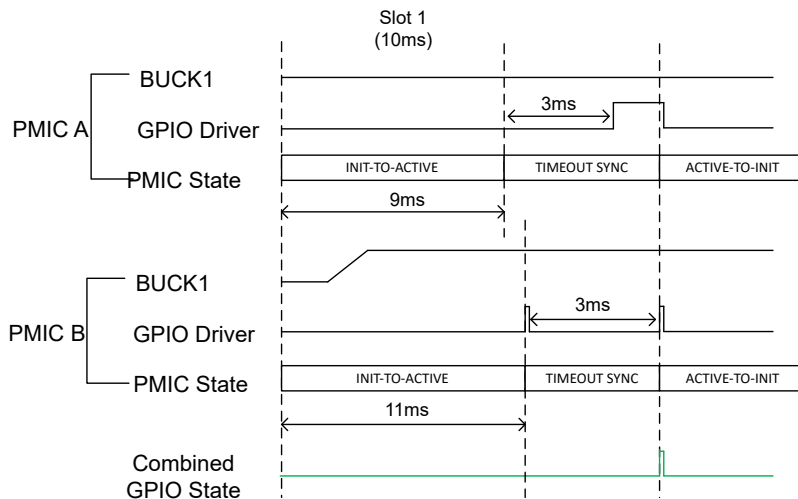 Slot 1
(10ms)
BUCK1
3ms
PMIC A
GPIO Driver
INIT-TO-ACTIVE
TIMEOUT SYNC
ACTIVE-TO-INIT
PMIC State
9ms
BUCK1
3ms
PMIC B
GPIO Driver
INIT-TO-ACTIVE
TIMEOUT SYNC
ACTIVE-TO-INIT
PMIC State
11ms
Combined
GPIO State